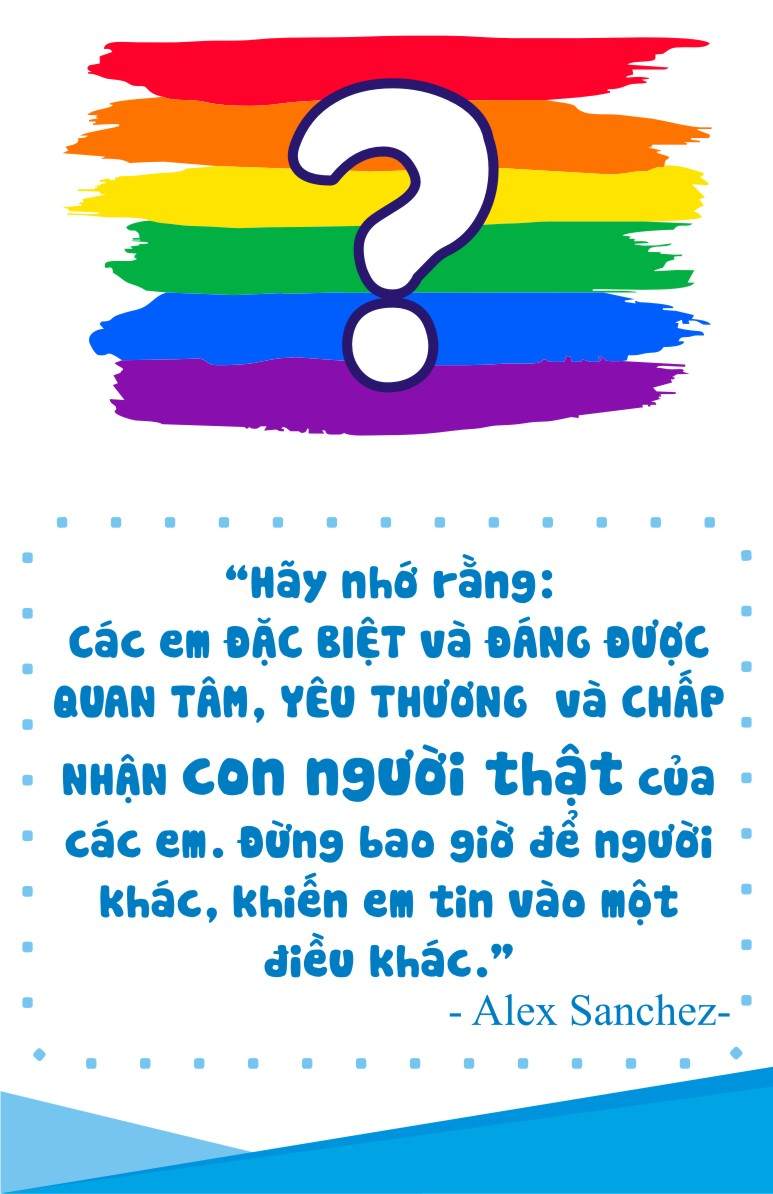 ?
“Hãy nhớ rằng:
Các em ĐẶC BIỆT và ĐÁNG ĐƯỢC
QUAN TÂM, YÊU THƯƠNG và CHẤP
NHẬN con người thật của
các em. Đừng bao giờ để người
khác, khiến em tin vào một
điều khác.”
- Alex Sanchez-